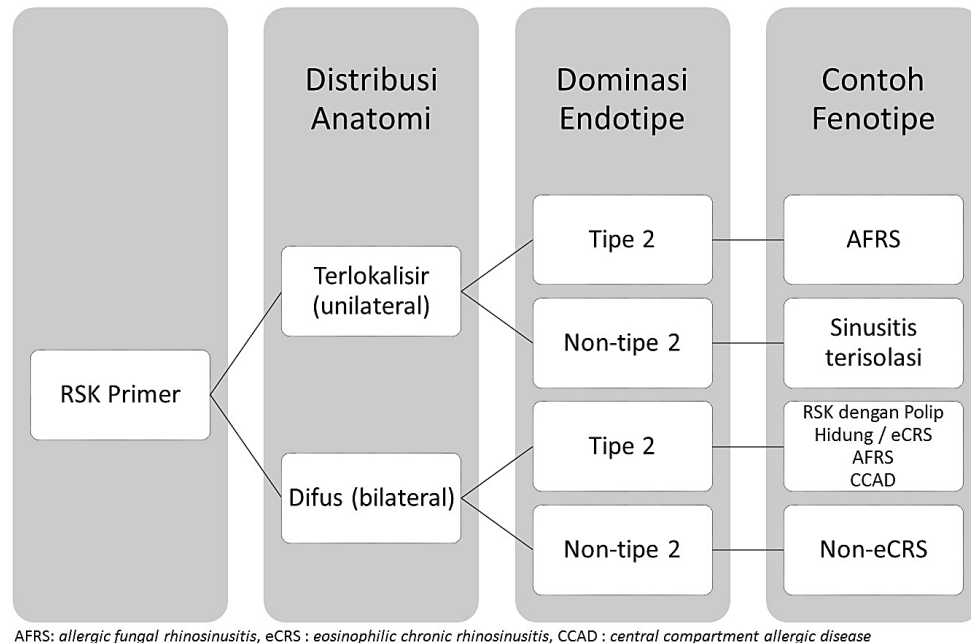 Distribusi
Anatomi
Dominasi
Endotipe
Contoh
Fenotipe
RSK Primer
Terlokalisir
(unilateral)
Tipe 2
AFRS
Non-tipe 2
Sinusitis
terisolasi
Difus (bilateral)
Tipe 2
RSK dengan Polip
Hidung / eCRS
AFRS
CCAD
Non-tipe 2
Non-eCRS
AFRS: allergic fungal rhinosinusitis, eCRS : eosinophilic chronic rhinosinusitis, CCAD : central compartment allergic disease